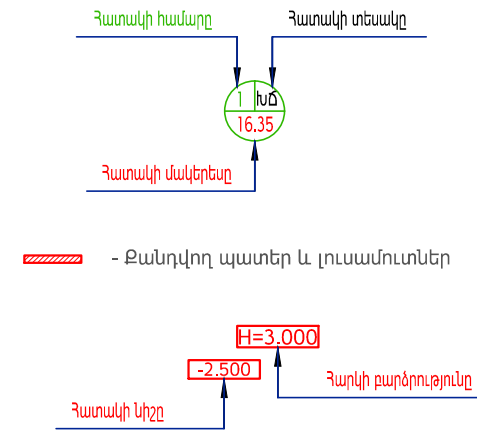 Հատակի համարը Հատակի տեսակը
1 ԽՃ
16.35
Հատակի մակերեսը
- Քանդվող պատեր և լուսամուտներ
H=3.000
-2.500
Հարկի բարձրությունը
Հատակի նիշը